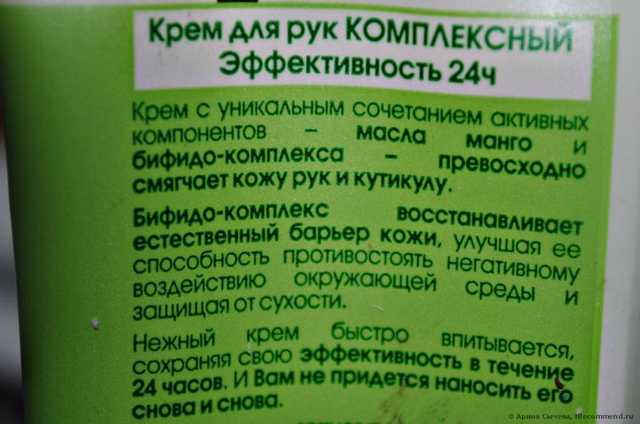 Крем для рук КОМПЛЕКСНЫЙ
Эффективность 24ч
Крем с уникальным сочетанием активных
компонентов – масла манго и
бифидо-комплекса – превосходно
смягчает кожу рук и кутикулу.
Бифидо-комплекс восстанавливает
естественный барьер кожи, улучшая ее
способность противостоять негативному
воздействию окружающей среды и
защищая от сухости.
Нежный крем быстро впитывается,
сохраняя свою эффективность в течение
24 часов. И Вам не придется наносить его
снова и снова.
© Арина Сычева, IRecommend.ru